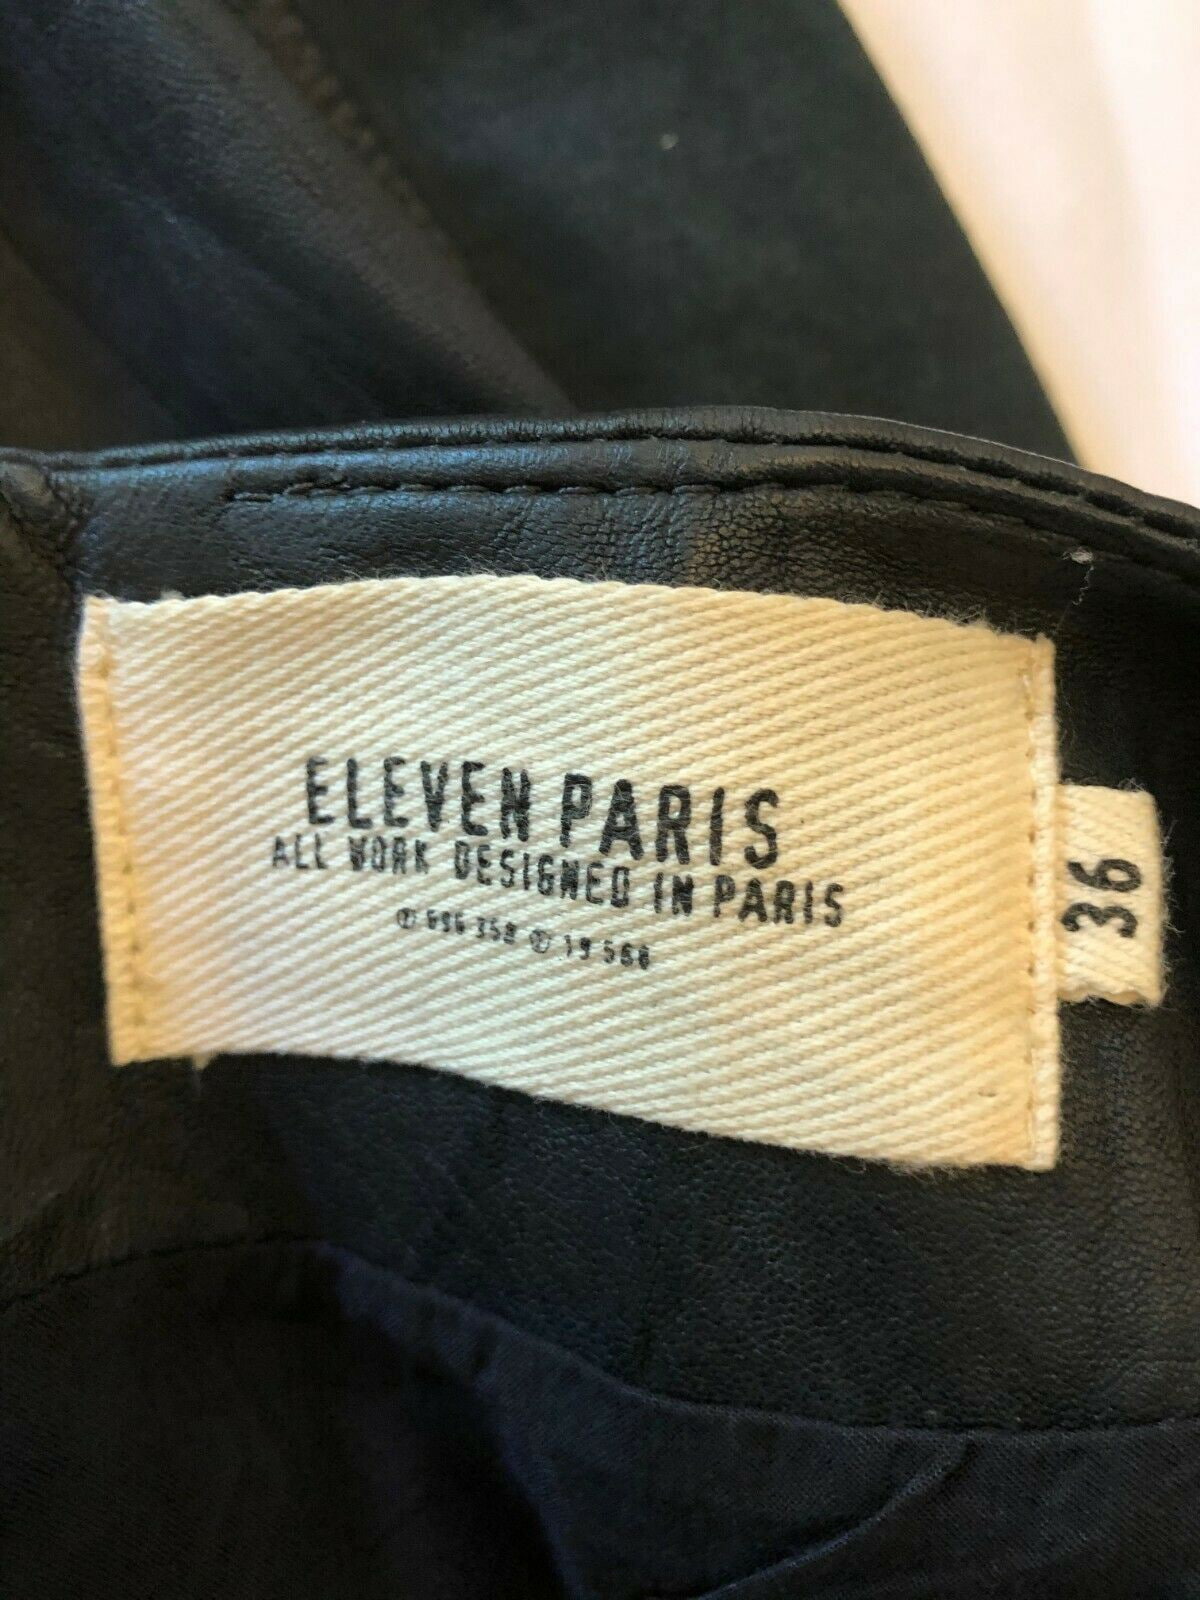 ELEVEN PARIS
ALL WORK DESIGNED IN PARIS
36